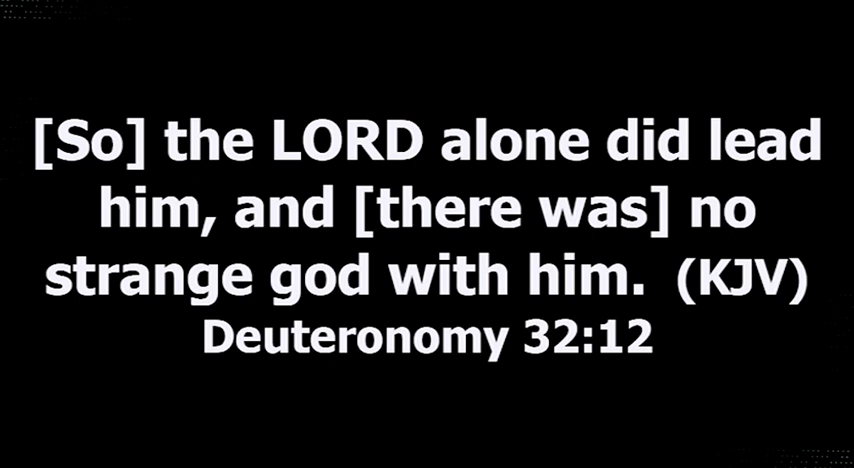 [So] the LORD alone did lead
him, and [there was] no
strange god with him.  (KJV)
Deuteronomy 32:12